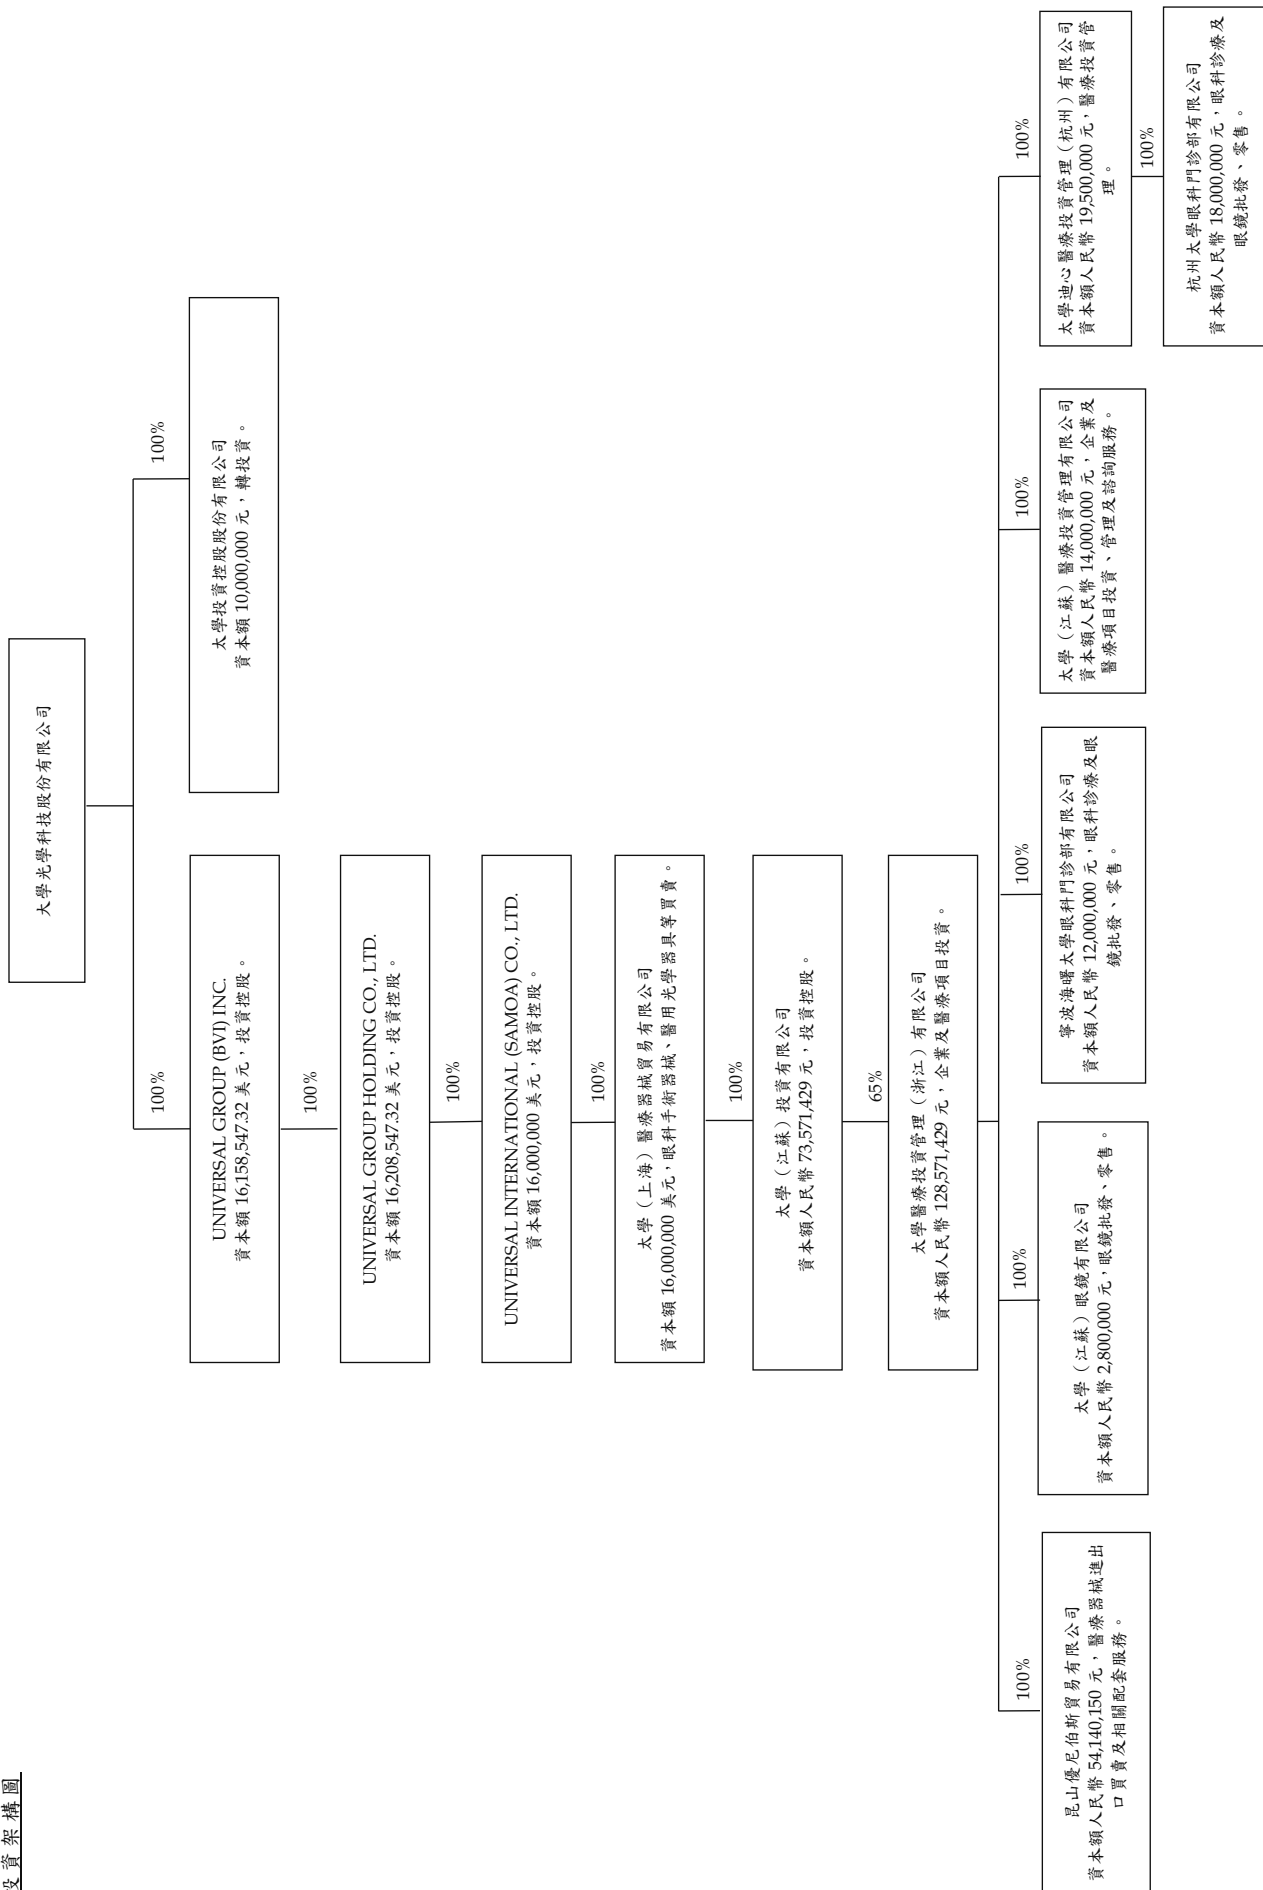 投資架構圖
大學光學科技股份有限公司
100%
UNIVERSAL GROUP (BVI) INC.
資本額 16,158,547.32 美元，投資控股。
100%
太學投資控股股份有限公司
資本額 10,000,000 元，轉投資。
100%
UNIVERSAL GROUP HOLDING CO., LTD.
資本額 16,208,547.32 美元，投資控股。
100%
UNIVERSAL INTERNATIONAL (SAMOA) CO., LTD.
資本額 16,000,000 美元，投資控股。
100%
太學（上海）醫療器械貿易有限公司
資本額 16,000,000 美元，眼科手術器械、醫用光學器具等買賣。
100%
太學（江蘇）投資有限公司
資本額人民幣 73,571,429 元，投資控股。
65%
太學醫療投資管理（浙江）有限公司
資本額人民幣 128,571,429 元，企業及醫療項目投資。
100%
昆山優尼伯斯貿易有限公司
資本額人民幣 54,140,150 元，醫療器械進出
口買賣及相關配套服務。
100%
太學（江蘇）眼鏡有限公司
資本額人民幣 2,800,000 元，眼鏡批發、零售。
100%
寧波海曙太學眼科門診部有限公司
資本額人民幣 12,000,000 元，眼科診療及眼
鏡批發、零售。
100%
太學（江蘇）醫療投資管理有限公司
資本額人民幣 14,000,000 元，企業及
醫療項目投資、管理及諮詢服務。
100%
太學迪心醫療投資管理（杭州）有限公司
資本額人民幣 19,500,000 元，醫療投資管
理。
100%
杭州太學眼科門診部有限公司
資本額人民幣 18,000,000 元，眼科診療及
眼鏡批發、零售。